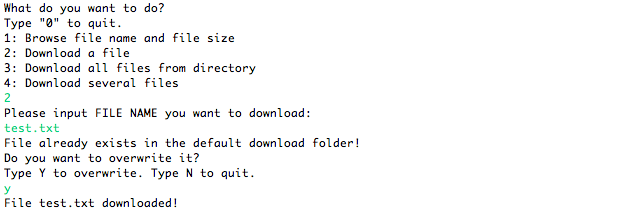 What do you want to do?
Type "0" to quit.
1: Browse file name and file size
2: Download a file
3: Download all files from directory
4: Download several files
2
Please input FILE NAME you want to download:
test.txt
File already exists in the default download folder!
Do you want to overwrite it?
Type Y to overwrite. Type N to quit.
y
File test.txt downloaded!